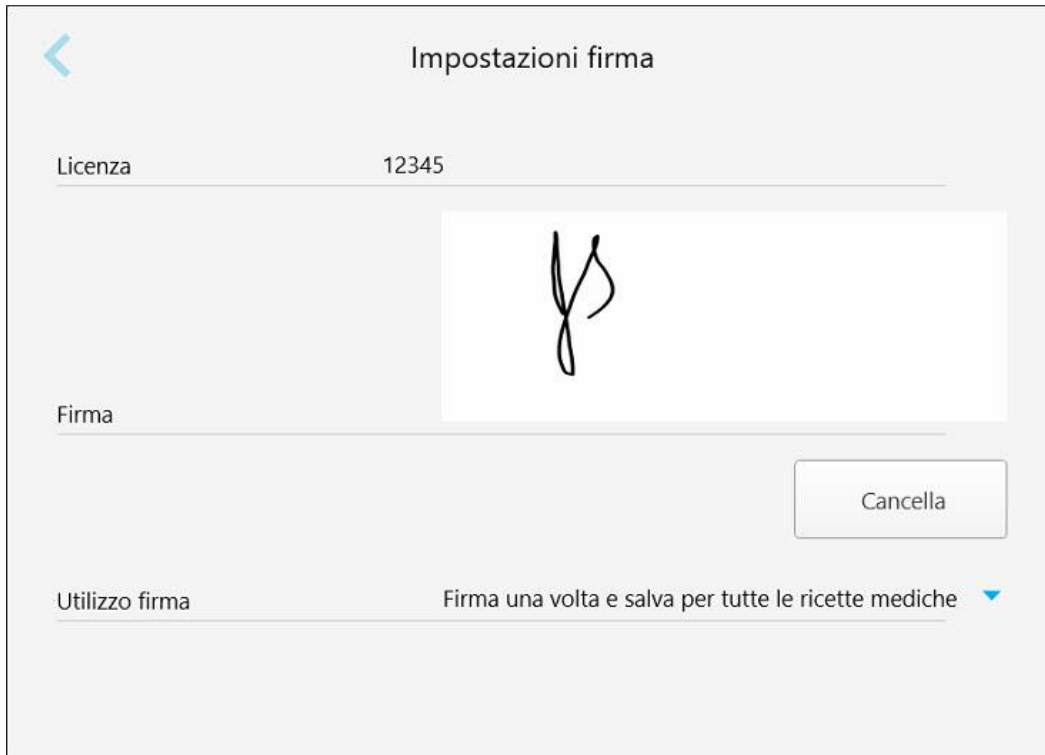 Impostazioni firma
Licenza 12345
Firma
Cancella
Utilizzo firma Firma una volta e salva per tutte le ricette mediche